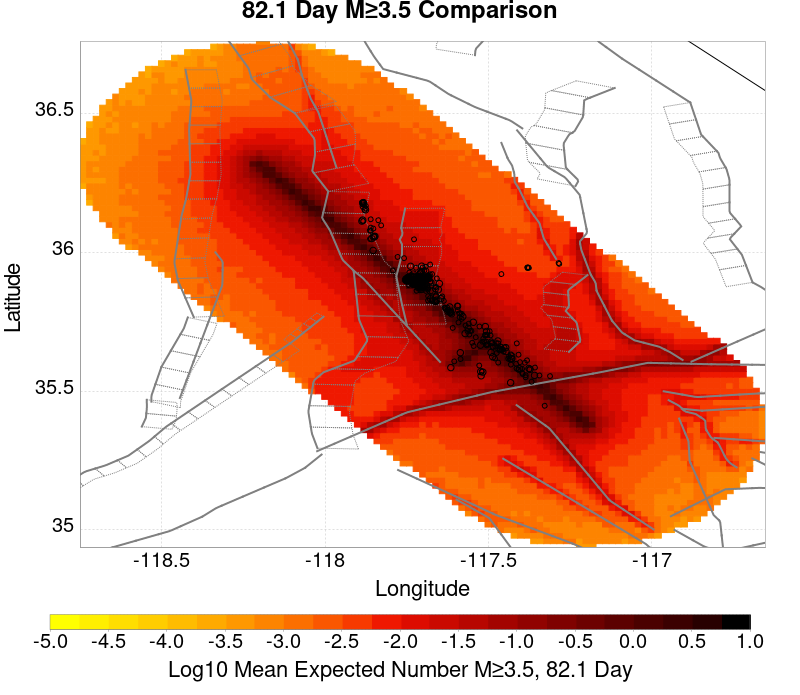 82.1 Day M≥3.5 Comparison
36.5
36
35.5
35
Latitude
-118.5 -118 -117.5 -117
Longitude
-5.0 -4.5 -4.0 -3.5 -3.0 -2.5 -2.0 -1.5 -1.0 -0.5 0.0 0.5 1.0
Log10 Mean Expected Number M≥3.5, 82.1 Day